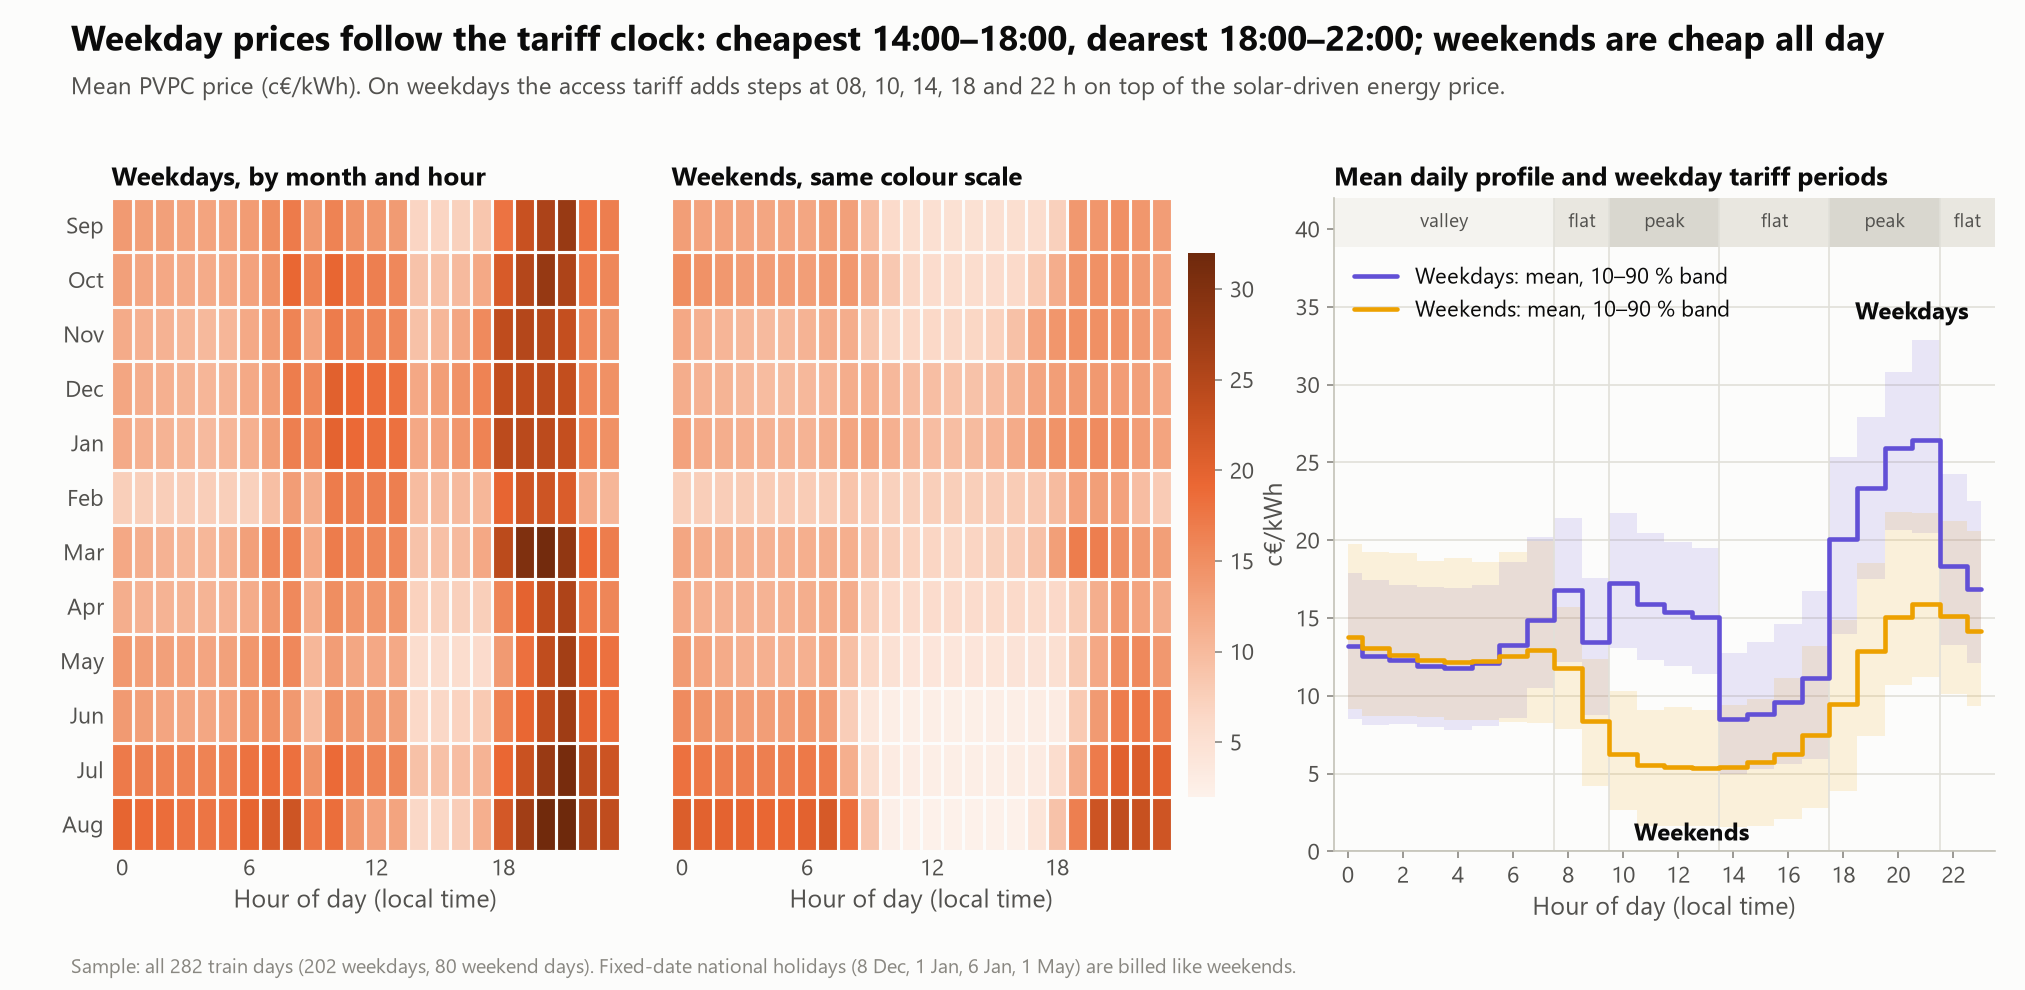 Weekday prices follow the tariff clock: cheapest 14:00–18:00, dearest 18:00–22:00; weekends are cheap all day
Mean PVPC price (c€/kWh). On weekdays the access tariff adds steps at 08, 10, 14, 18 and 22 h on top of the solar-driven energy price.
Weekdays, by month and hour
Sep
Oct
Nov
Dec
Jan
Feb
Mar
Apr
May
Jun
Jul
Aug
0 6 12 18
Hour of day (local time)
Weekends, same colour scale
0 6 12 18
Hour of day (local time)
30
25
20
15
10
5
c€/kWh
Mean daily profile and weekday tariff periods
valley flat peak flat peak flat
Weekdays: mean, 10–90 % band
Weekends: mean, 10–90 % band
Weekdays
Weekends
40
35
30
25
20
15
10
5
0
0 2 4 6 8 10 12 14 16 18 20 22
Hour of day (local time)
Sample: all 282 train days (202 weekdays, 80 weekend days). Fixed-date national holidays (8 Dec, 1 Jan, 6 Jan, 1 May) are billed like weekends.